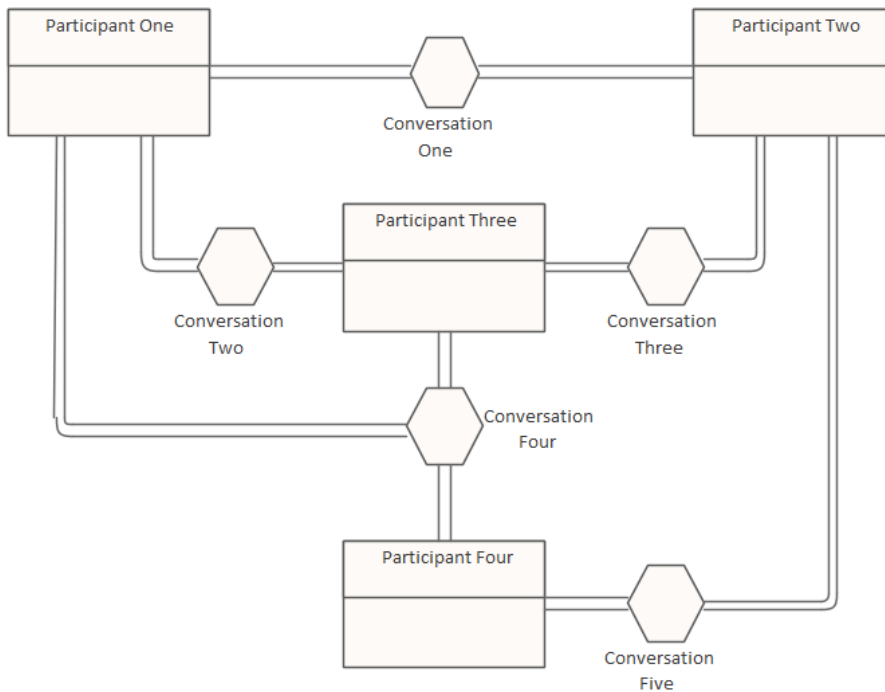 Participant One
Participant Two
Conversation
One
Participant Three
Conversation
Two
Conversation
Three
Conversation
Four
Participant Four
Conversation
Five